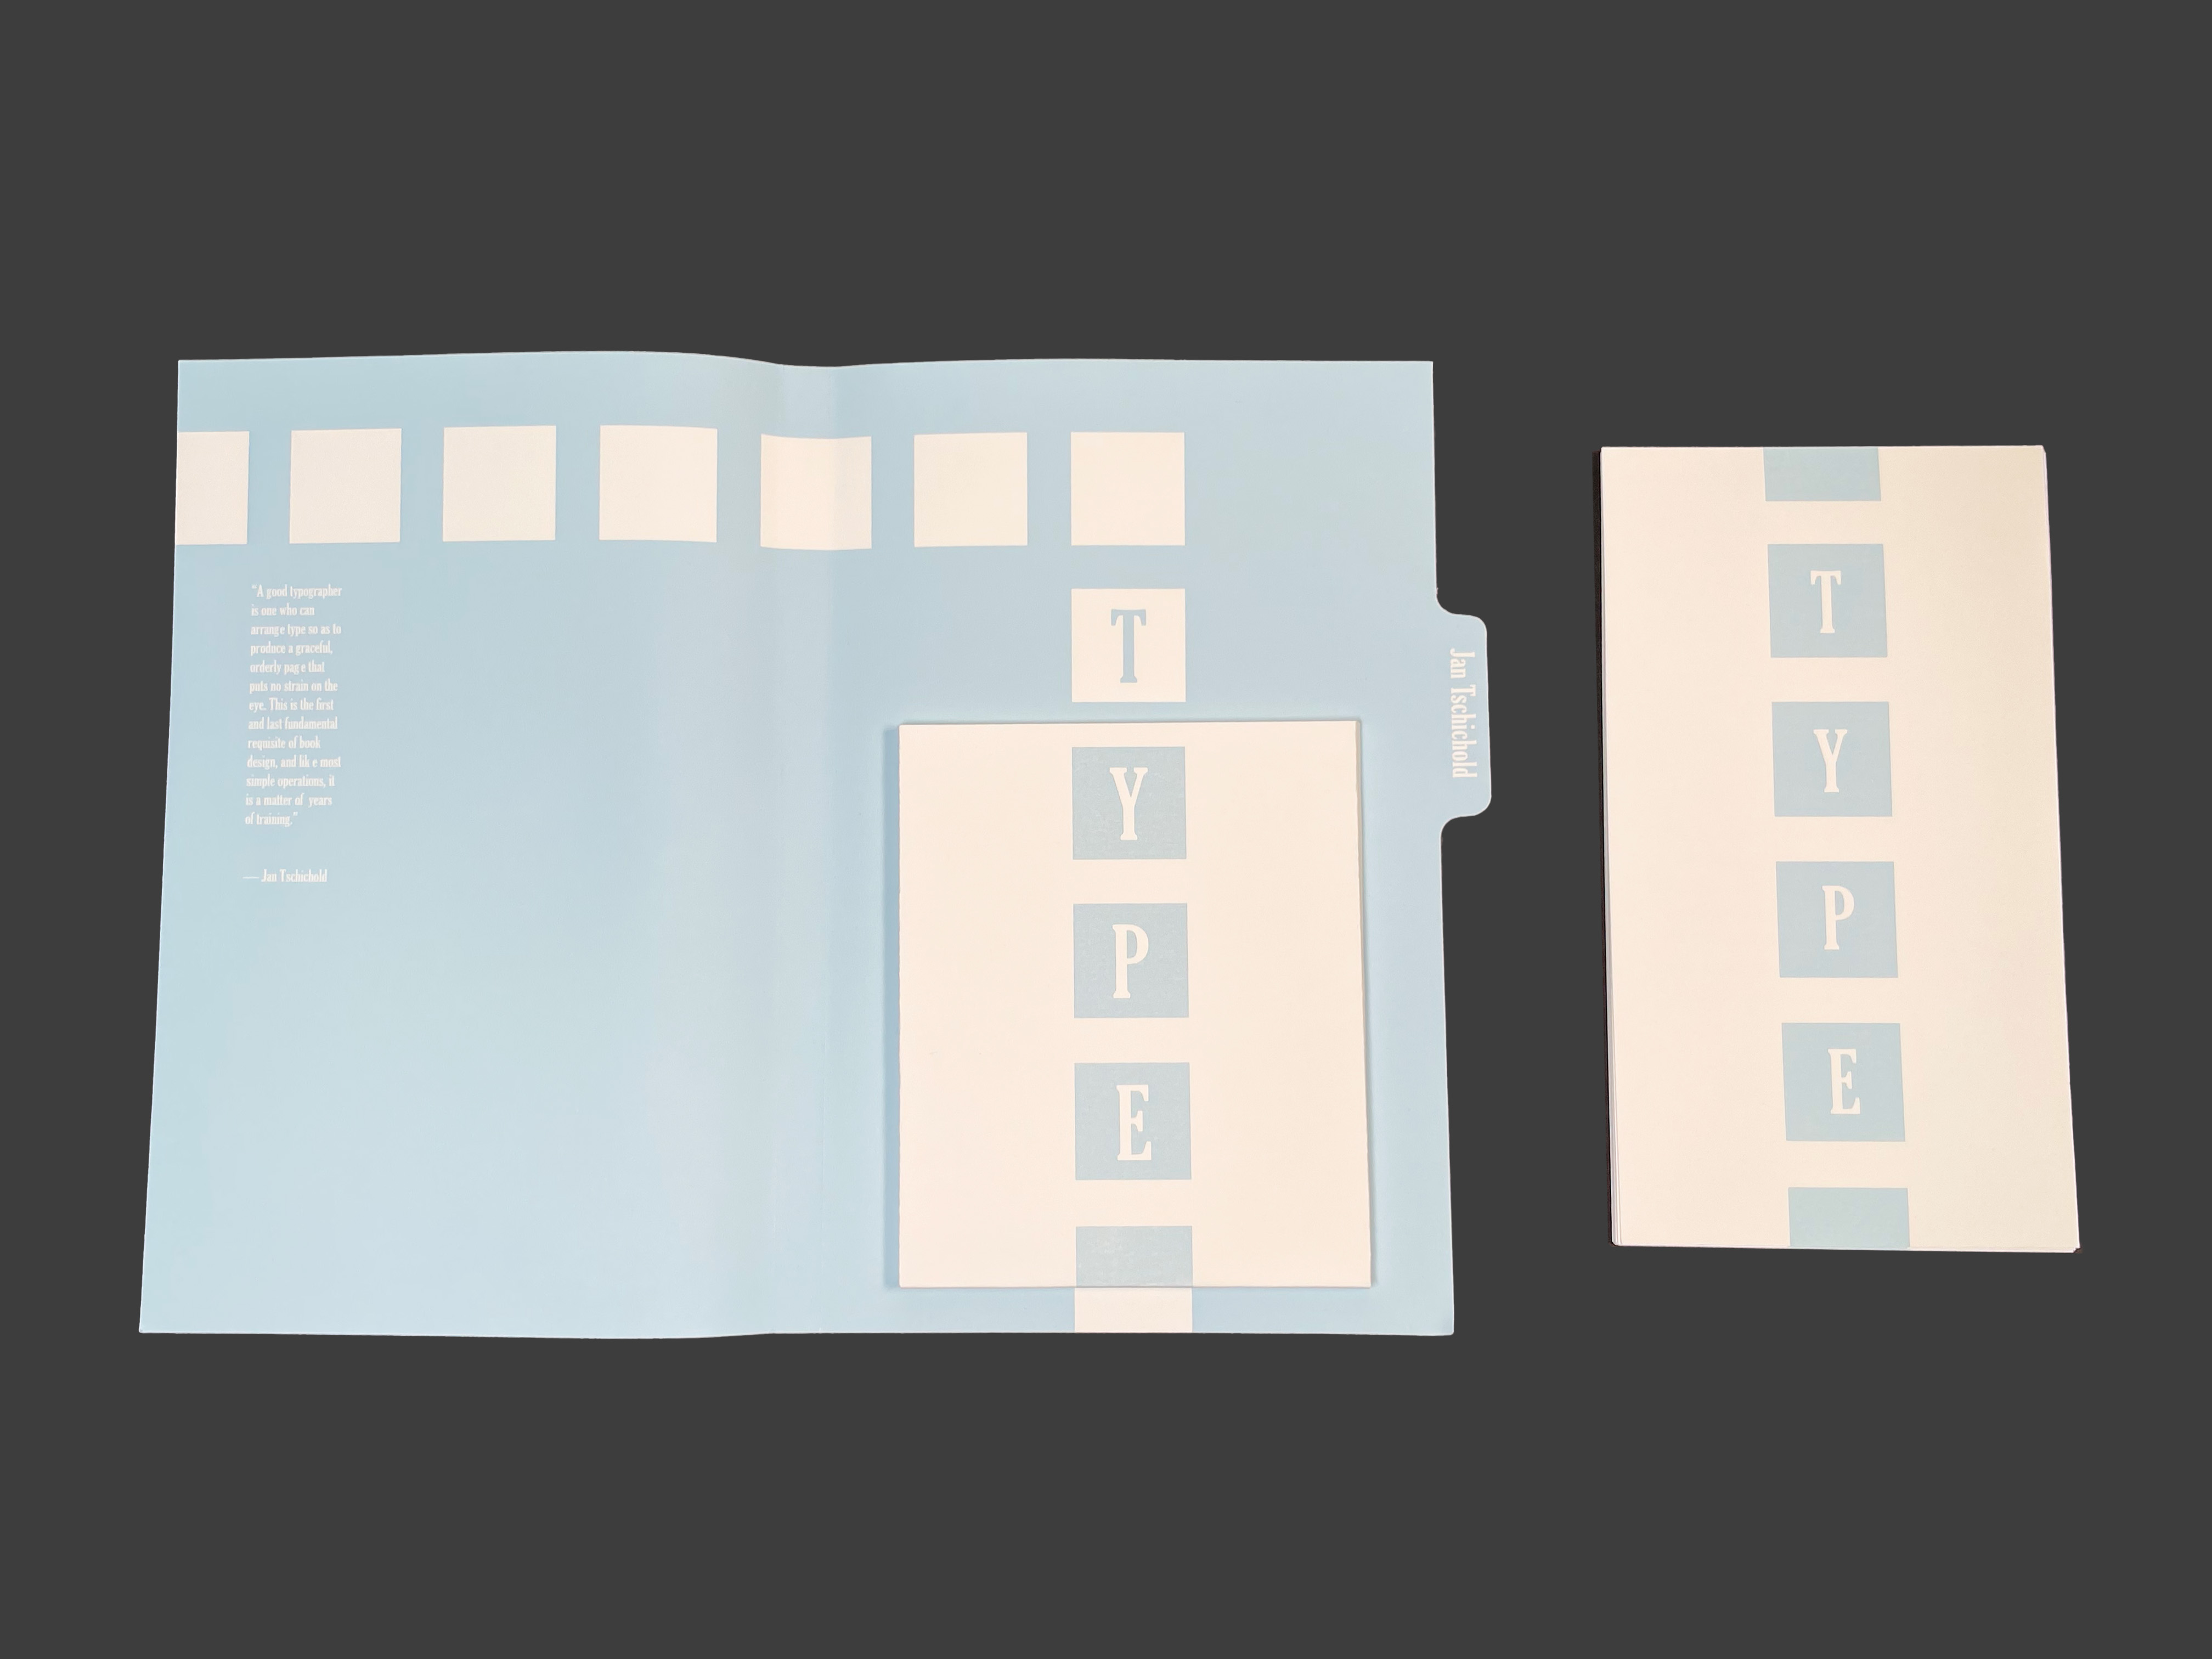 “A good typographer
is one who can
arrange type so as to
produce a graceful,
orderly pag e that
puts no strain on the
eye. This is the first
and last fundamental
requisite of book
design, and lik e most
simple operations, it
is a matter of  years
of training.”
— Jan Tschichold
T
Y
P
E
Jan Tschichold
T
Y
P
E